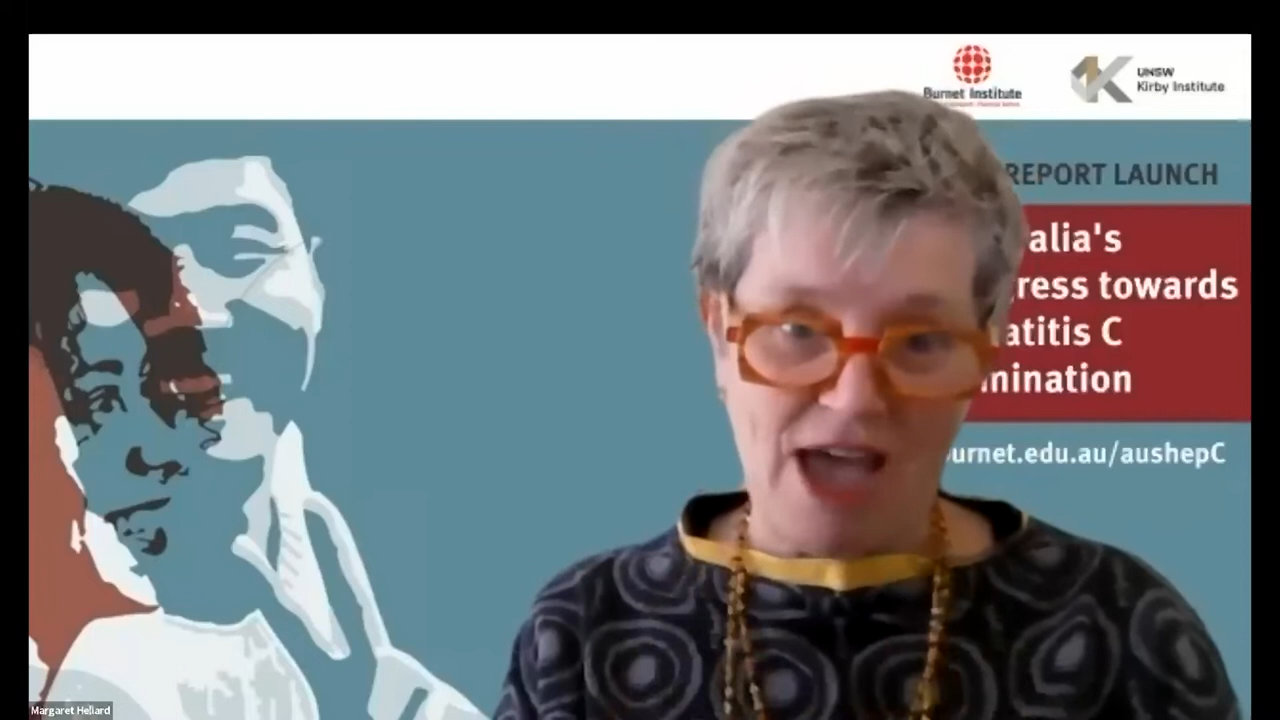 Burnet Institute
UNSW
Kirby Institute
REPORT LAUNCH
alia's
ress towards
atitis C
mination
urnet.edu.au/aushepC
Margaret Hellard